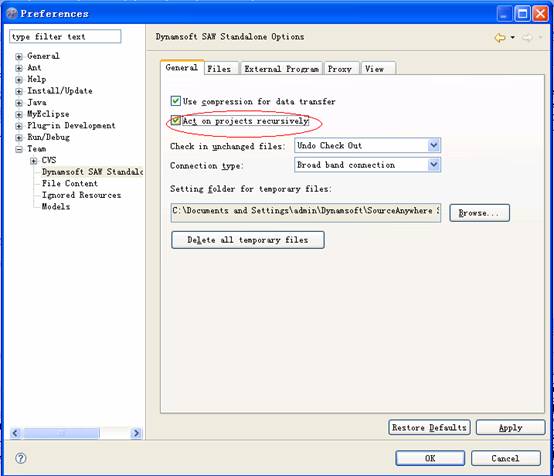 Preferences
type filter text
General
Ant
Help
Install/Update
Java
MyEclipse
Plug-in Development
Run/Debug
Team
CVS
Dynamsoft SAW Standalo
File Content
Ignored Resources
Models
Dynamsoft SAW Standalone Options
General Files External Program Proxy View
Use compression for data transfer
Act on projects recursively
Check in unchanged files: Undo Check Out
Connection type: Broad band connection
Setting folder for temporary files:
C:\Documents and Settings\admin\Dynamsoft\SourceAnywhere S Browse...
Delete all temporary files
Restore Defaults Apply
OK Cancel